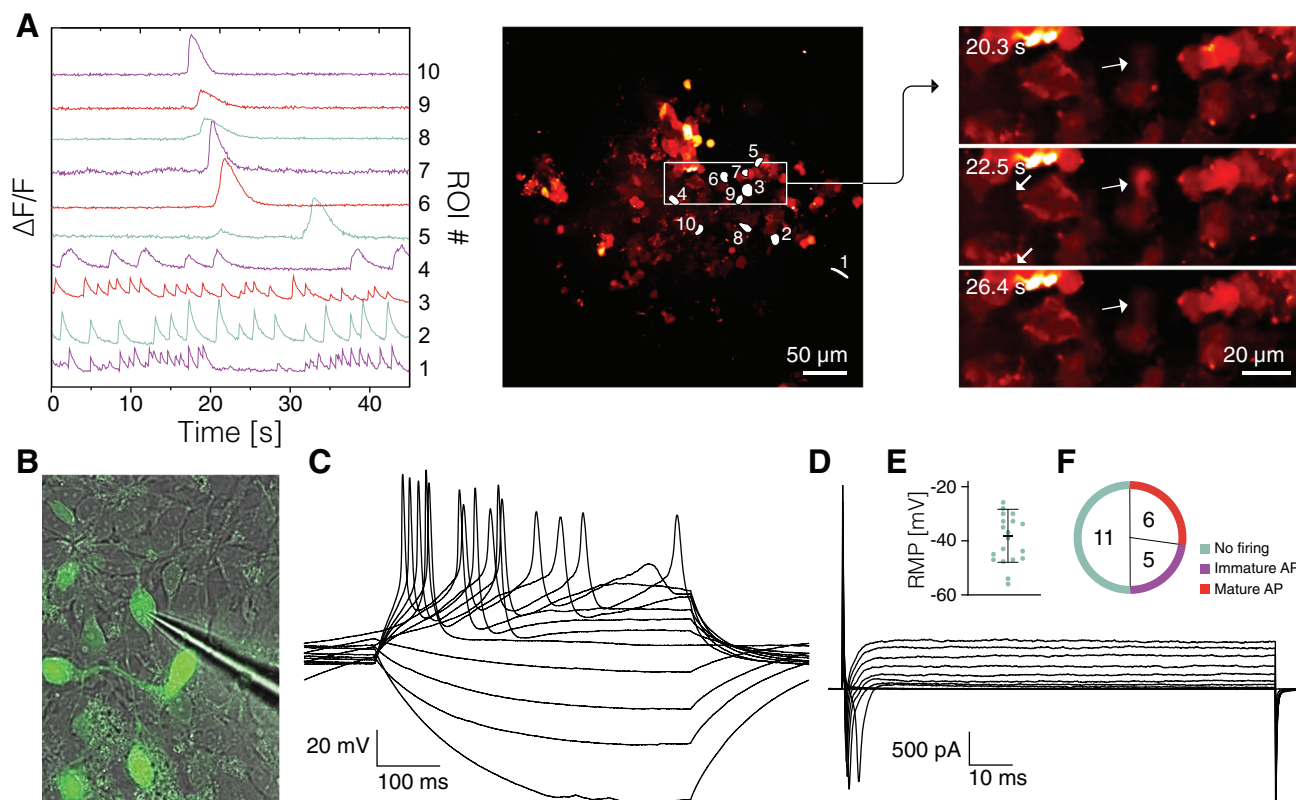 A
ΔF/F
10
9
8
7
6
5
4
3
2
1
ROI #
0
10
20
30
40
Time [s]
5
7
6
3
4
9
10
8
2
1
50 µm
20.3 s
22.5 s
26.4 s
20 µm
B
C
20 mV
100 ms
D
500 pA
10 ms
E
RMP [mV]
-20
-40
-60
F
11
6
5
No firing
Immature AP
Mature AP